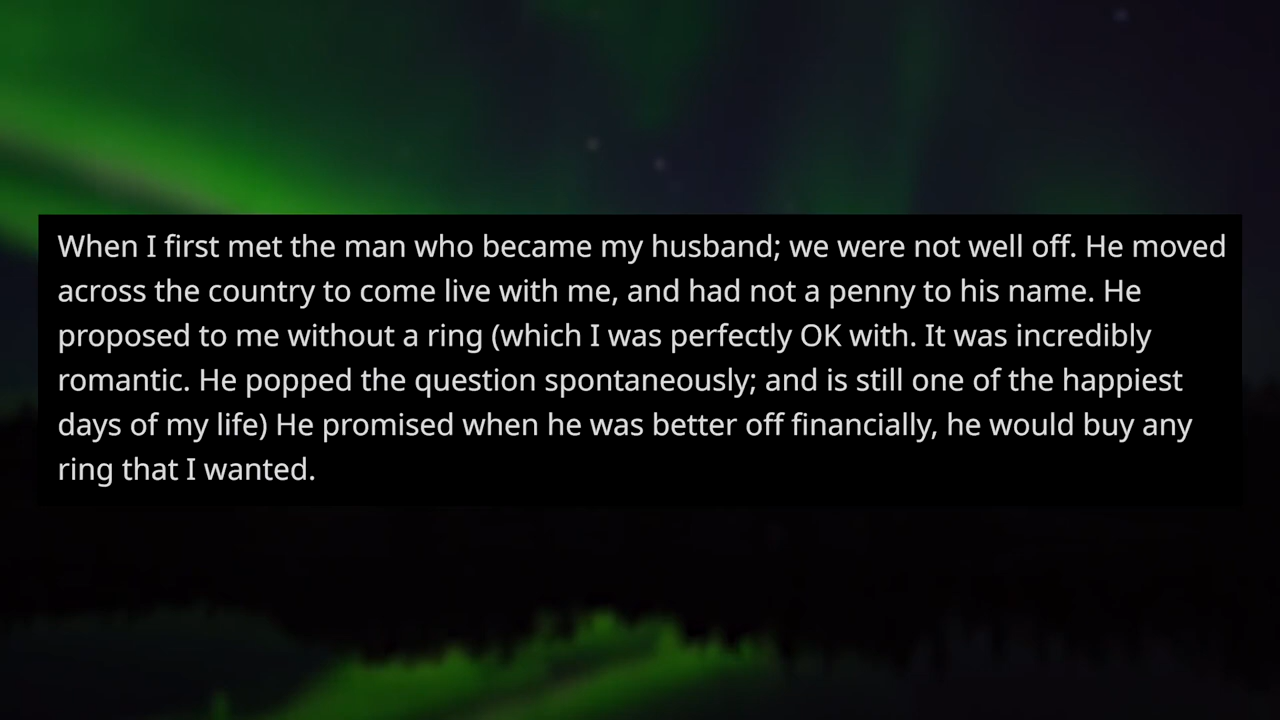 When I first met the man who became my husband; we were not well off. He moved
across the country to come live with me, and had not a penny to his name. He
proposed to me without a ring (which I was perfectly OK with. It was incredibly
romantic. He popped the question spontaneously; and is still one of the happiest
days of my life) He promised when he was better off financially, he would buy any
ring that I wanted.